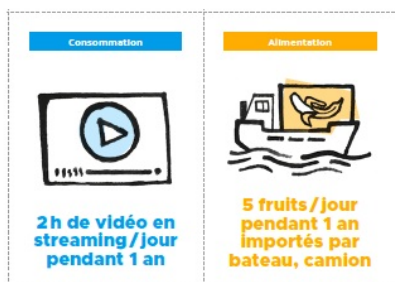 Consommation
2h de vidéo en
streaming/jour
pendant 1 an
Alimentation
5 fruits/jour
pendant 1 an
importés par
bateau, camion